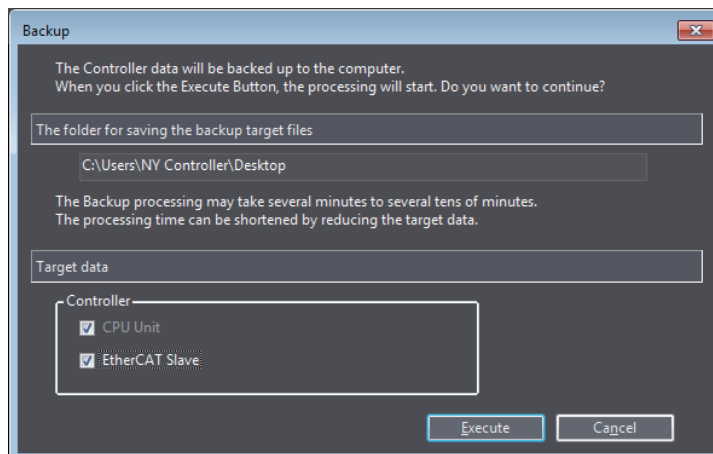 Backup
The Controller data will be backed up to the computer.
When you click the Execute Button, the processing will start. Do you want to continue?
The folder for saving the backup target files
C:\Users\NY Controller\Desktop
The Backup processing may take several minutes to several tens of minutes.
The processing time can be shortened by reducing the target data.
Target data
Controller
CPU Unit
EtherCAT Slave
Execute
Cancel